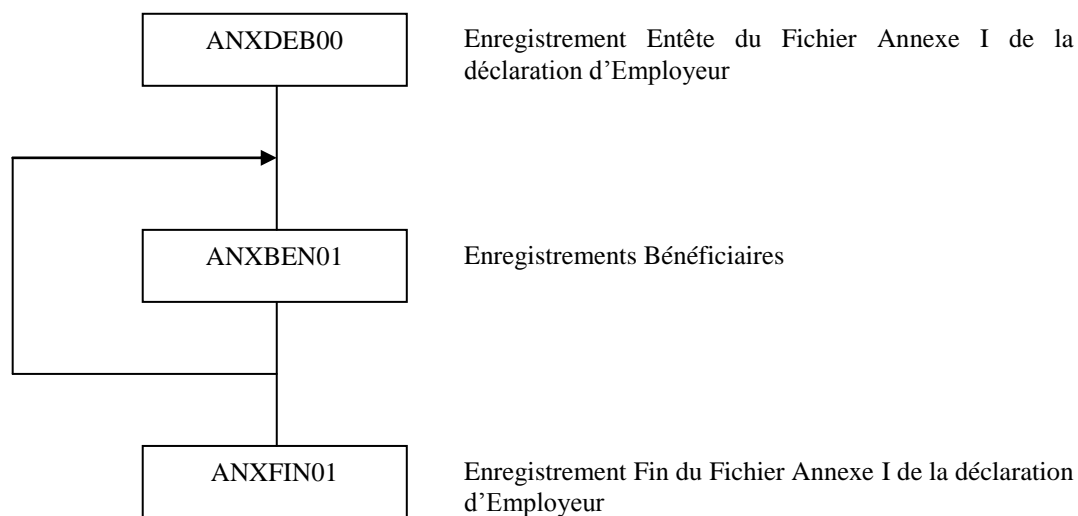 ANXDEB00
Enregistrement Entête du Fichier Annexe I de la
déclaration d’Employeur
ANXBEN01
Enregistrements Bénéficiaires
ANXFIN01
Enregistrement Fin du Fichier Annexe I de la déclaration
d’Employeur